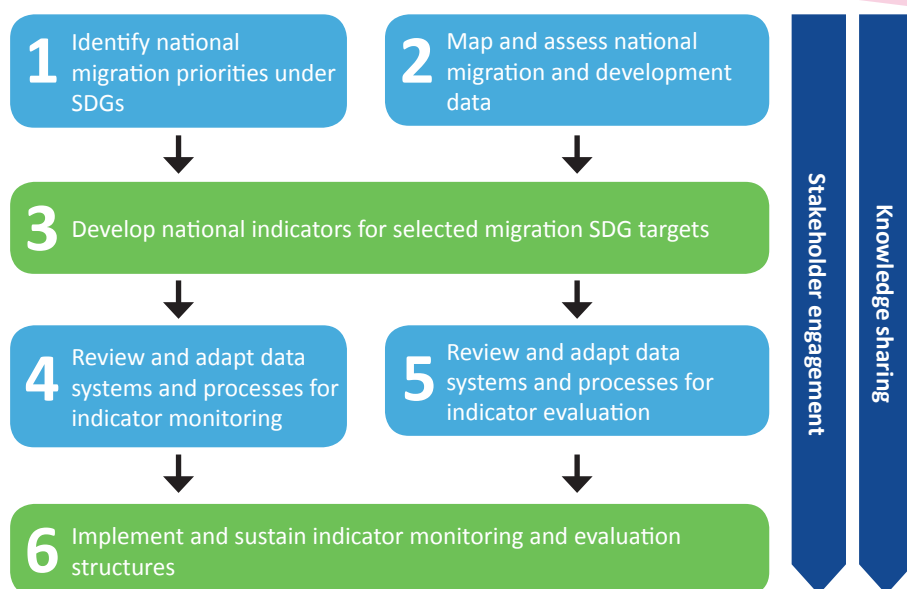 1
Identify national
migration priorities under
SDGs
2
Map and assess national
migration and development
data
3
Develop national indicators for selected migration SDG targets
4
Review and adapt data
systems and processes for
indicator monitoring
5
Review and adapt data
systems and processes for
indicator evaluation
6
Implement and sustain indicator monitoring and evaluation
structures
Stakeholder engagement
Knowledge sharing